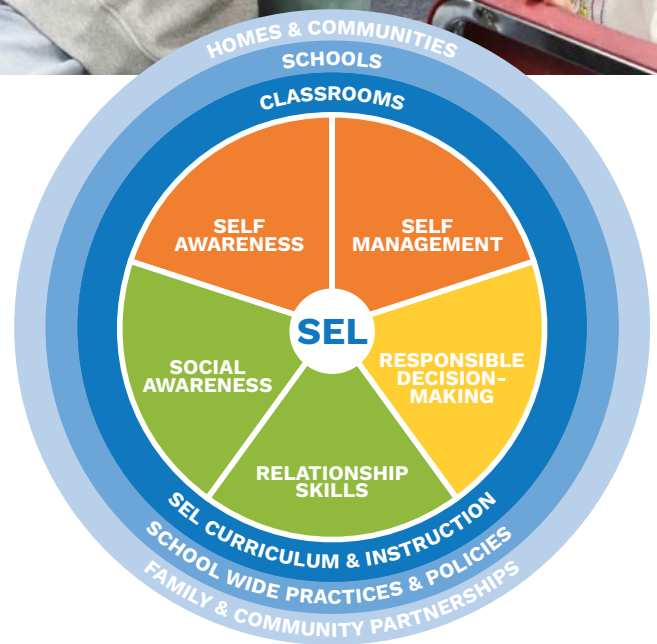 HOMES & COMMUNITIES
SCHOOLS
CLASSROOMS
SELF
AWARENESS
SELF
MANAGEMENT
SEL
SOCIAL
AWARENESS
RESPONSIBLE
DECISION-
MAKING
RELATIONSHIP
SKILLS
SEL CURRICULUM & INSTRUCTION
SCHOOL WIDE PRACTICES & POLICIES
FAMILY & COMMUNITY PARTNERSHIPS